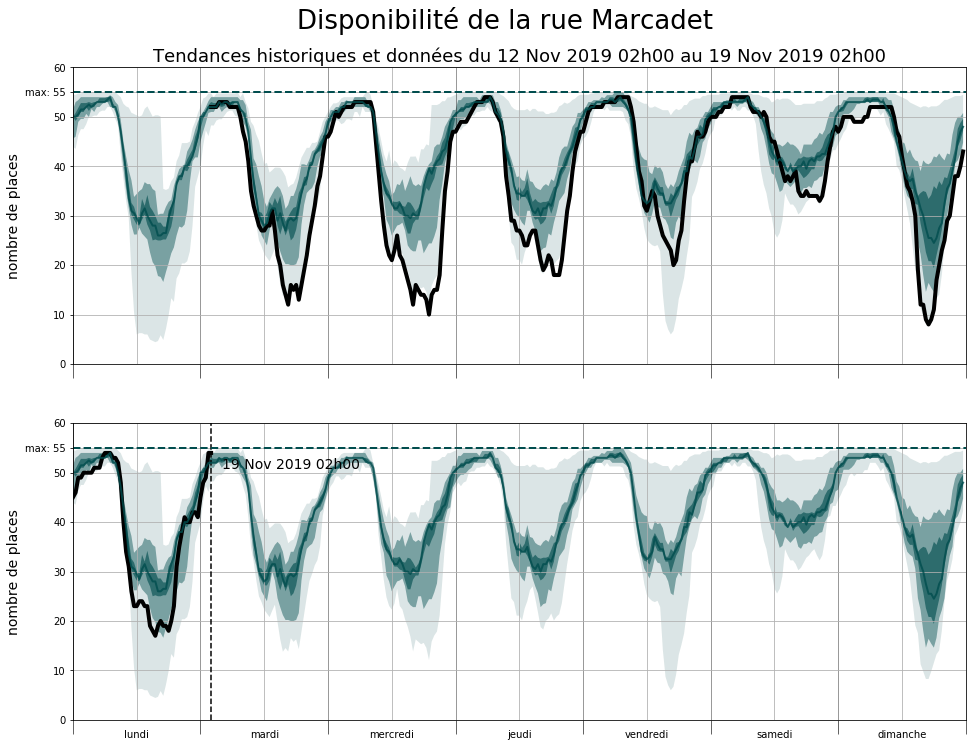 Disponibilité de la rue Marcadet
Tendances historiques et données du 12 Nov 2019 02h00 au 19 Nov 2019 02h00
60
max: 55
50
40
30
20
10
0
nombre de places
60
max: 55
50
40
30
20
10
0
nombre de places
19 Nov 2019 02h00
lundi
mardi
mercredi
jeudi
vendredi
samedi
dimanche